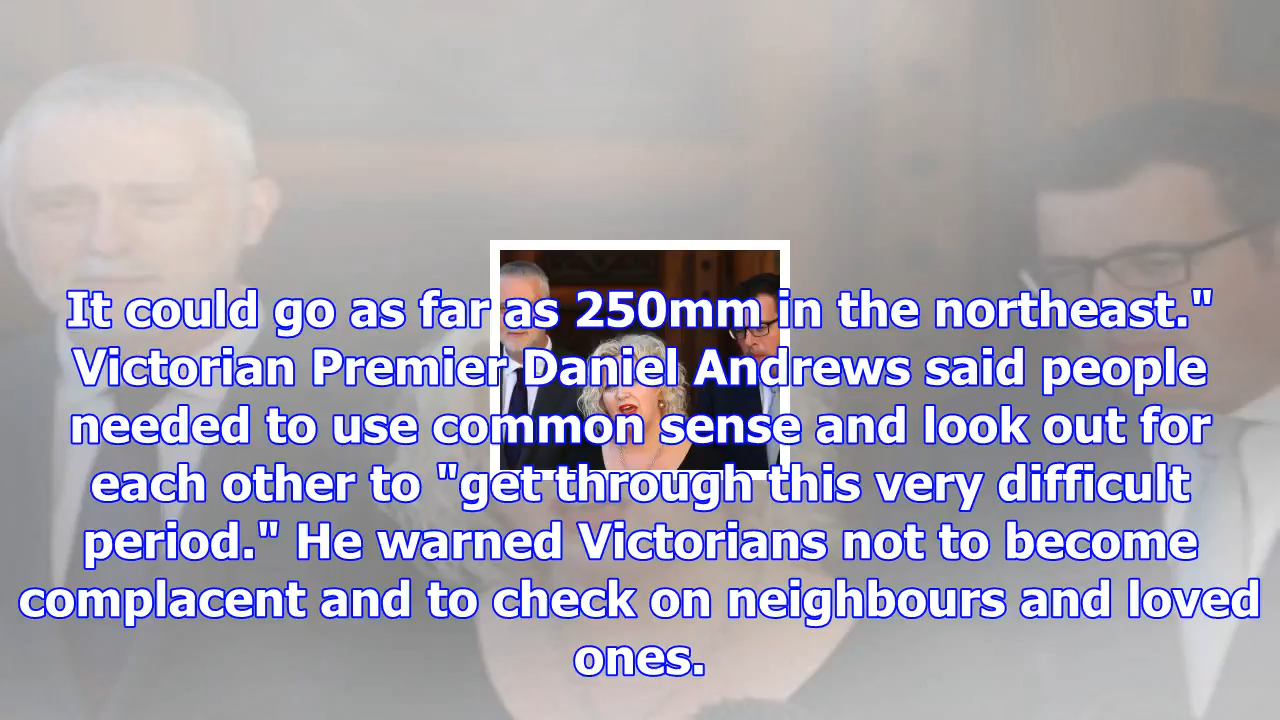 It could go as far as 250mm in the northeast."
Victorian Premier Daniel Andrews said people
needed to use common sense and look out for
each other to "get through this very difficult
period." He warned Victorians not to become
complacent and to check on neighbours and loved
ones.